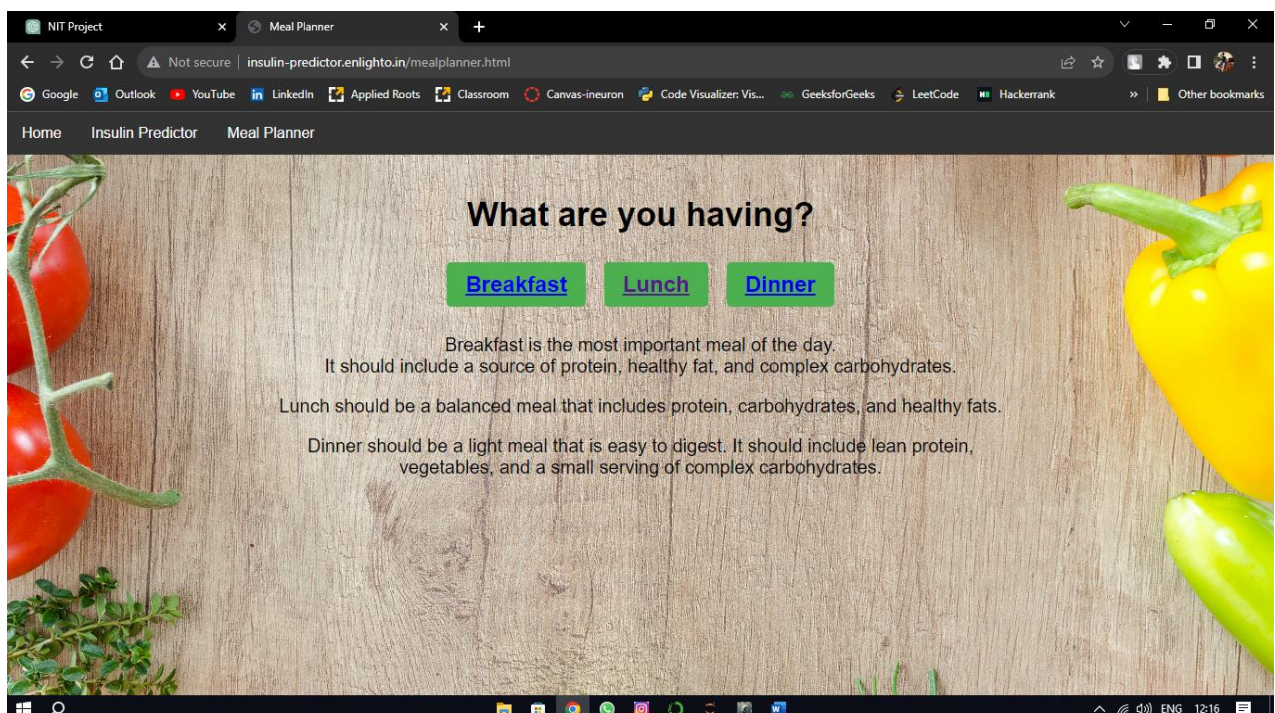 NIT Project
Meal Planner
Not secure | insulin-predictor.enlighto.in/mealplanner.html
Google Outlook YouTube LinkedIn Applied Roots Classroom Canvas-ineuron Code Visualizer: Vis... GeeksforGeeks LeetCode Hackerrank » Other bookmarks
Home Insulin Predictor Meal Planner
What are you having?
Breakfast Lunch Dinner
Breakfast is the most important meal of the day.
It should include a source of protein, healthy fat, and complex carbohydrates.
Lunch should be a balanced meal that includes protein, carbohydrates, and healthy fats.
Dinner should be a light meal that is easy to digest. It should include lean protein,
vegetables, and a small serving of complex carbohydrates.
ENG 12:16